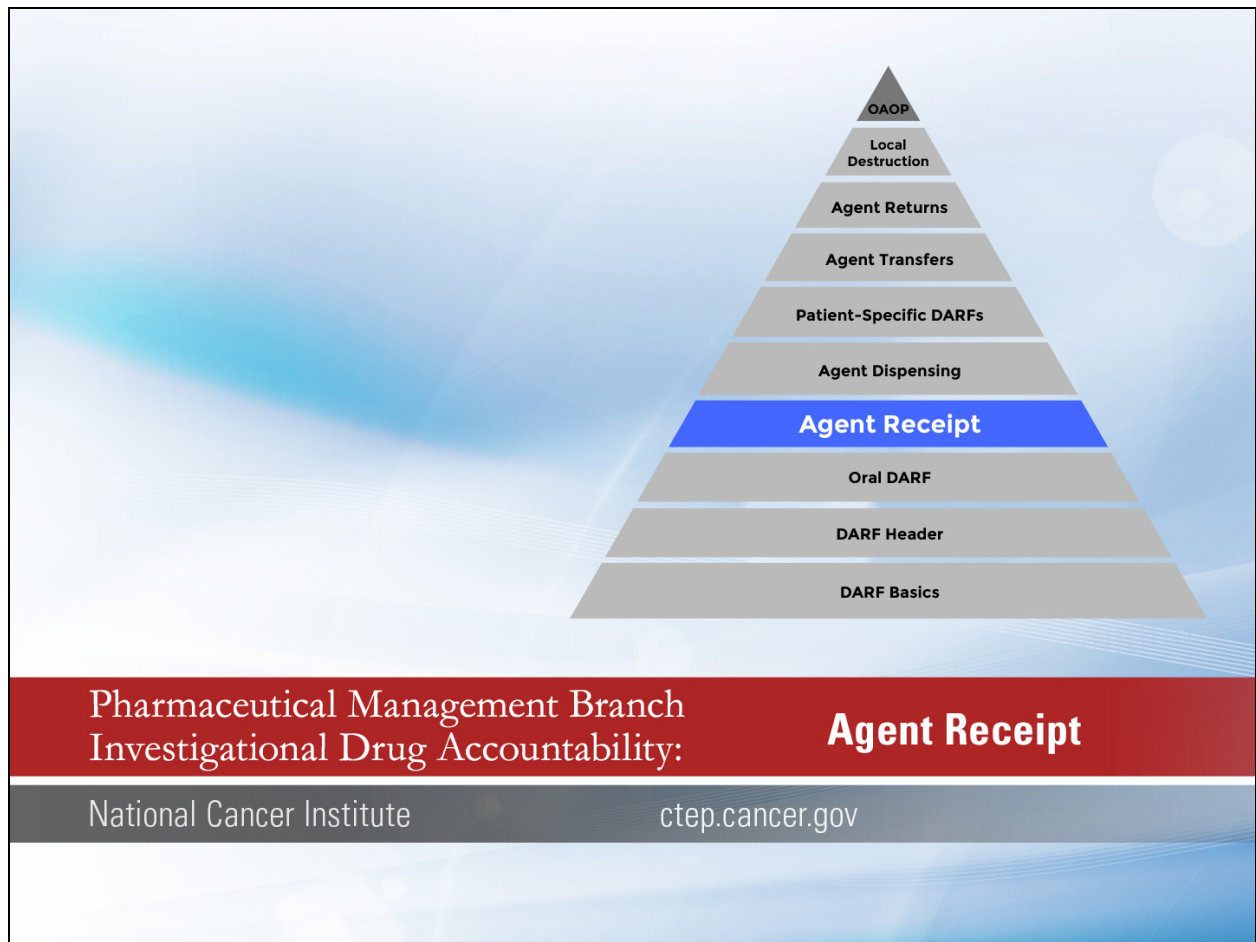 OAOP
Local
Destruction
Agent Returns
Agent Transfers
Patient-Specific DARFs
Agent Dispensing
Agent Receipt
Oral DARF
DARF Header
DARF Basics
Pharmaceutical Management Branch
Investigational Drug Accountability:
Agent Receipt
National Cancer Institute
ctep.cancer.gov